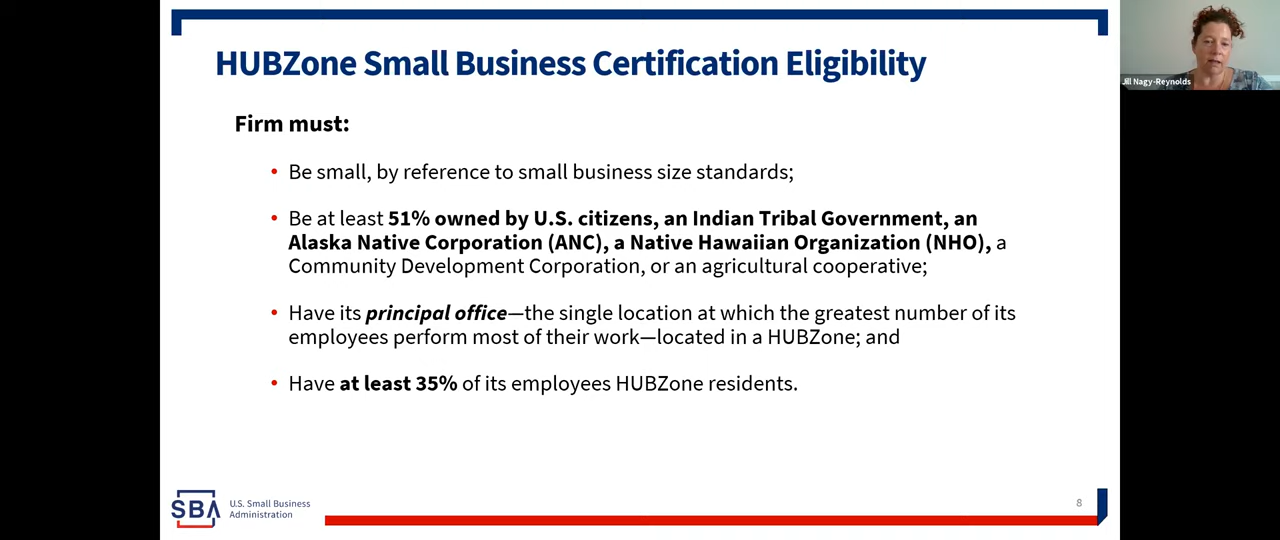 HUBZone Small Business Certification Eligibility
Jill Nagy-Reynolds
Firm must:
• Be small, by reference to small business size standards;
• Be at least 51% owned by U.S. citizens, an Indian Tribal Government, an
Alaska Native Corporation (ANC), a Native Hawaiian Organization (NHO), a
Community Development Corporation, or an agricultural cooperative;
• Have its principal office—the single location at which the greatest number of its
employees perform most of their work—located in a HUBZone; and
• Have at least 35% of its employees HUBZone residents.
SBA
U.S. Small Business
Administration
8